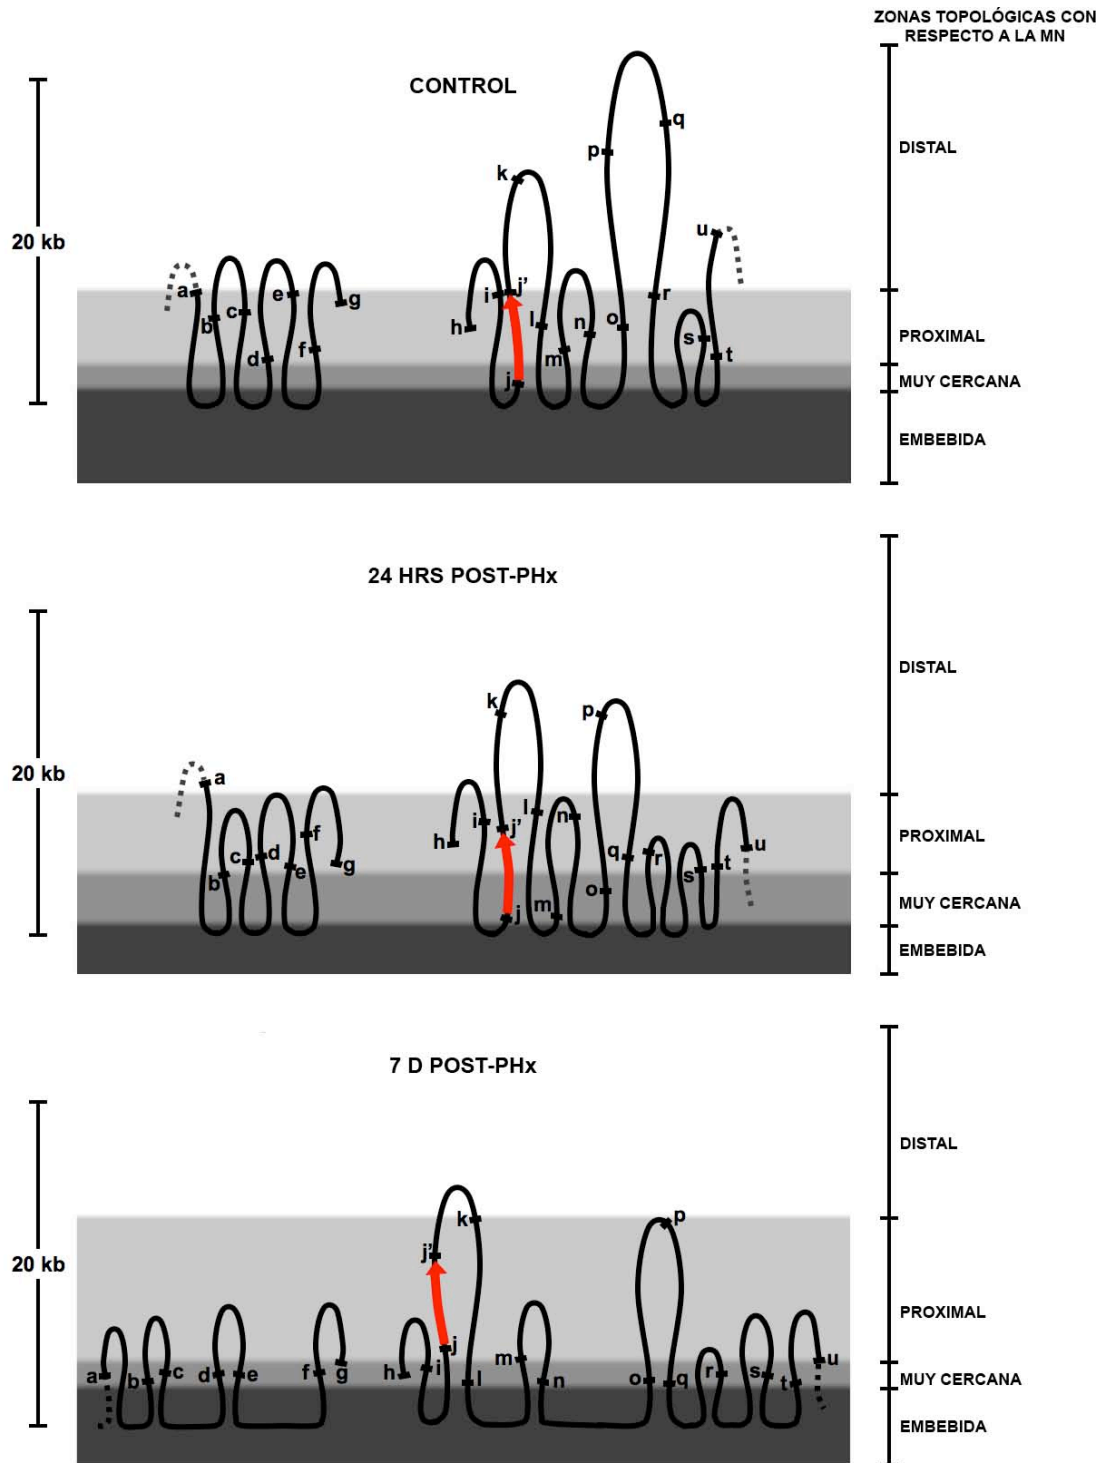 ZONAS TOPOLÓGICAS CON
RESPECTO A LA MN
CONTROL
20 kb
a
b
c
d
e
f
g
h
i
j
j’
k
l
m
n
o
p
q
r
s
t
u
DISTAL
PROXIMAL
MUY CERCANA
EMBEBIDA
24 HRS POST-PHx
20 kb
a
b
c
d
e
f
g
h
i
j
j’
k
l
m
n
o
p
q
r
s
t
u
DISTAL
PROXIMAL
MUY CERCANA
EMBEBIDA
7 D POST-PHx
20 kb
a
b
c
d
e
f
g
h
i
j
j’
k
l
m
n
o
p
q
r
s
t
u
DISTAL
PROXIMAL
MUY CERCANA
EMBEBIDA